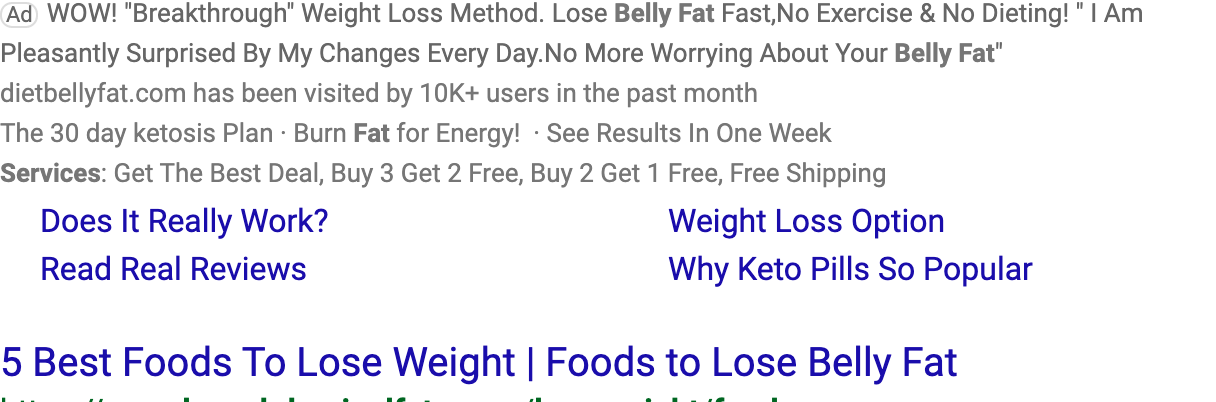 Ad WOW! "Breakthrough" Weight Loss Method. Lose Belly Fat Fast,No Exercise & No Dieting! " I Am
Pleasantly Surprised By My Changes Every Day.No More Worrying About Your Belly Fat"
dietbellyfat.com has been visited by 10K+ users in the past month
The 30 day ketosis Plan · Burn Fat for Energy!  · See Results In One Week
Services: Get The Best Deal, Buy 3 Get 2 Free, Buy 2 Get 1 Free, Free Shipping
Does It Really Work? Weight Loss Option
Read Real Reviews Why Keto Pills So Popular
5 Best Foods To Lose Weight | Foods to Lose Belly Fat